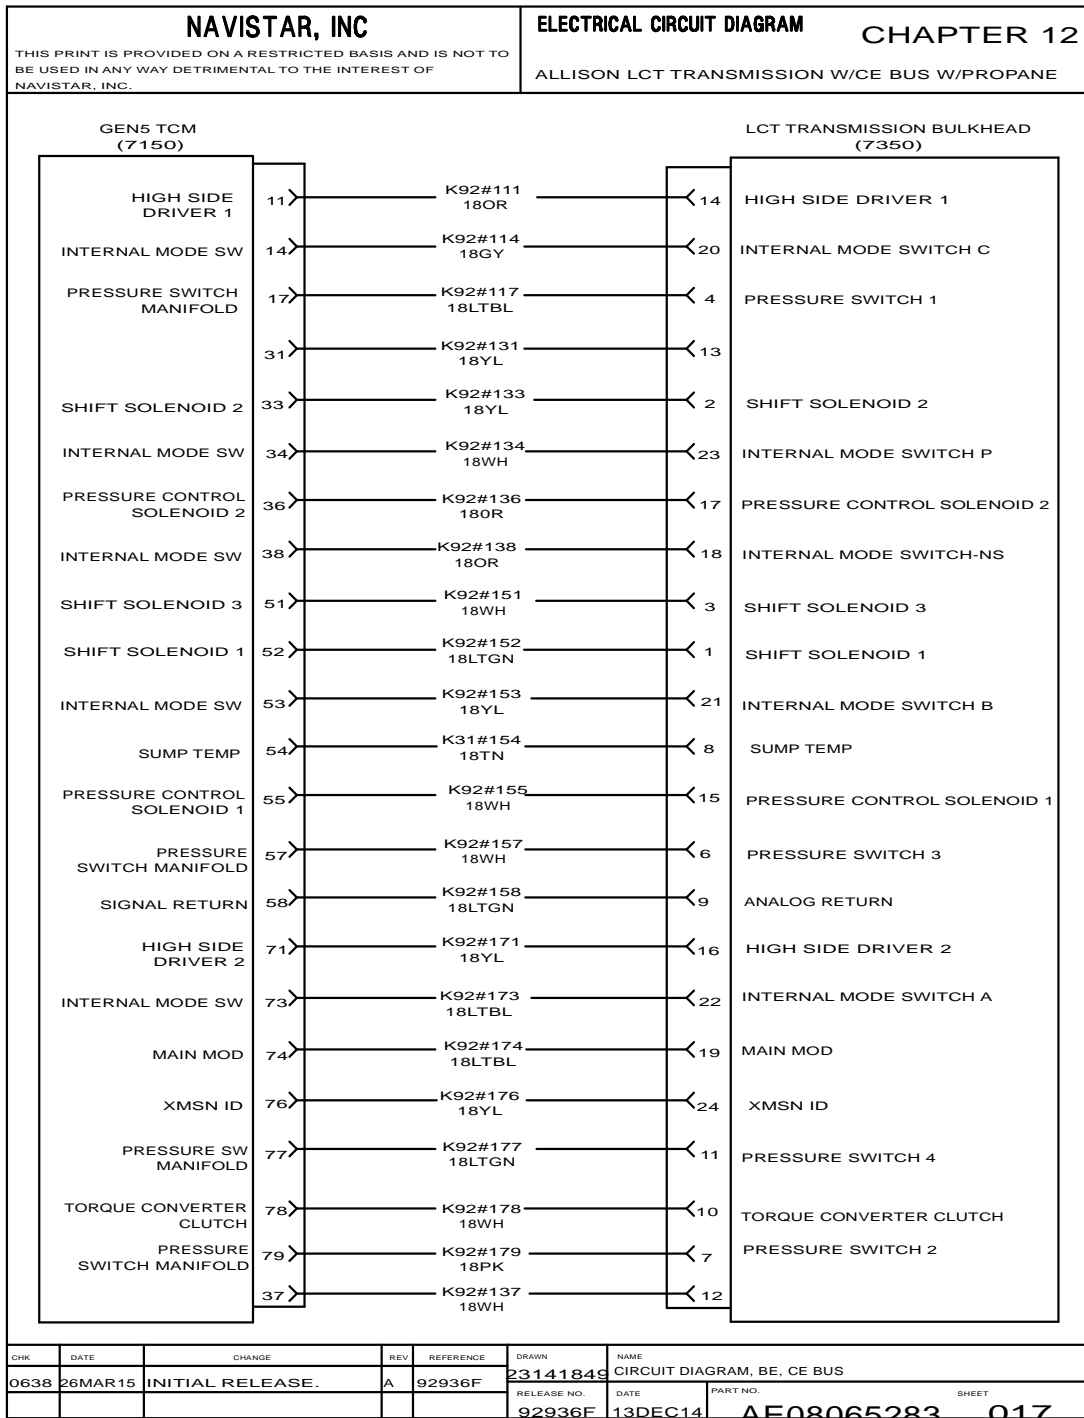 NAVISTAR, INC
THIS PRINT IS PROVIDED ON A RESTRICTED BASIS AND IS NOT TO
BE USED IN ANY WAY DETRIMENTAL TO THE INTEREST OF
NAVISTAR, INC.
ELECTRICAL CIRCUIT DIAGRAM
CHAPTER 12
ALLISON LCT TRANSMISSION W/CE BUS W/PROPANE
GEN5 TCM
(7150)
LCT TRANSMISSION BULKHEAD
(7350)
HIGH SIDE
DRIVER 1
11
K92#111
18OR
14
HIGH SIDE DRIVER 1
INTERNAL MODE SW
14
K92#114
18GY
20
INTERNAL MODE SWITCH C
PRESSURE SWITCH
MANIFOLD
17
K92#117
18LTBL
4
PRESSURE SWITCH 1
31
K92#131
18YL
13
SHIFT SOLENOID 2
33
K92#133
18YL
2
SHIFT SOLENOID 2
INTERNAL MODE SW
34
K92#134
18WH
23
INTERNAL MODE SWITCH P
PRESSURE CONTROL
SOLENOID 2
36
K92#136
180R
17
PRESSURE CONTROL SOLENOID 2
INTERNAL MODE SW
38
K92#138
18OR
18
INTERNAL MODE SWITCH-NS
SHIFT SOLENOID 3
51
K92#151
18WH
3
SHIFT SOLENOID 3
SHIFT SOLENOID 1
52
K92#152
18LTGN
1
SHIFT SOLENOID 1
INTERNAL MODE SW
53
K92#153
18YL
21
INTERNAL MODE SWITCH B
SUMP TEMP
54
K31#154
18TN
8
SUMP TEMP
PRESSURE CONTROL
SOLENOID 1
55
K92#155
18WH
15
PRESSURE CONTROL SOLENOID 1
PRESSURE
SWITCH MANIFOLD
57
K92#157
18WH
6
PRESSURE SWITCH 3
SIGNAL RETURN
58
K92#158
18LTGN
9
ANALOG RETURN
HIGH SIDE
DRIVER 2
71
K92#171
18YL
16
HIGH SIDE DRIVER 2
INTERNAL MODE SW
73
K92#173
18LTBL
22
INTERNAL MODE SWITCH A
MAIN MOD
74
K92#174
18LTBL
19
MAIN MOD
XMSN ID
76
K92#176
18YL
24
XMSN ID
PRESSURE SW
MANIFOLD
77
K92#177
18LTGN
11
PRESSURE SWITCH 4
TORQUE CONVERTER
CLUTCH
78
K92#178
18WH
10
TORQUE CONVERTER CLUTCH
PRESSURE
SWITCH MANIFOLD
79
K92#179
18PK
7
PRESSURE SWITCH 2
37
K92#137
18WH
12
CHK DATE CHANGE REV REFERENCE
0638 26MAR15 INITIAL RELEASE. A 92936F
DRAWN
23141849
NAME
CIRCUIT DIAGRAM, BE, CE BUS
RELEASE NO.
92936F
DATE
13DEC14
PART NO.
AE08065283
SHEET
017